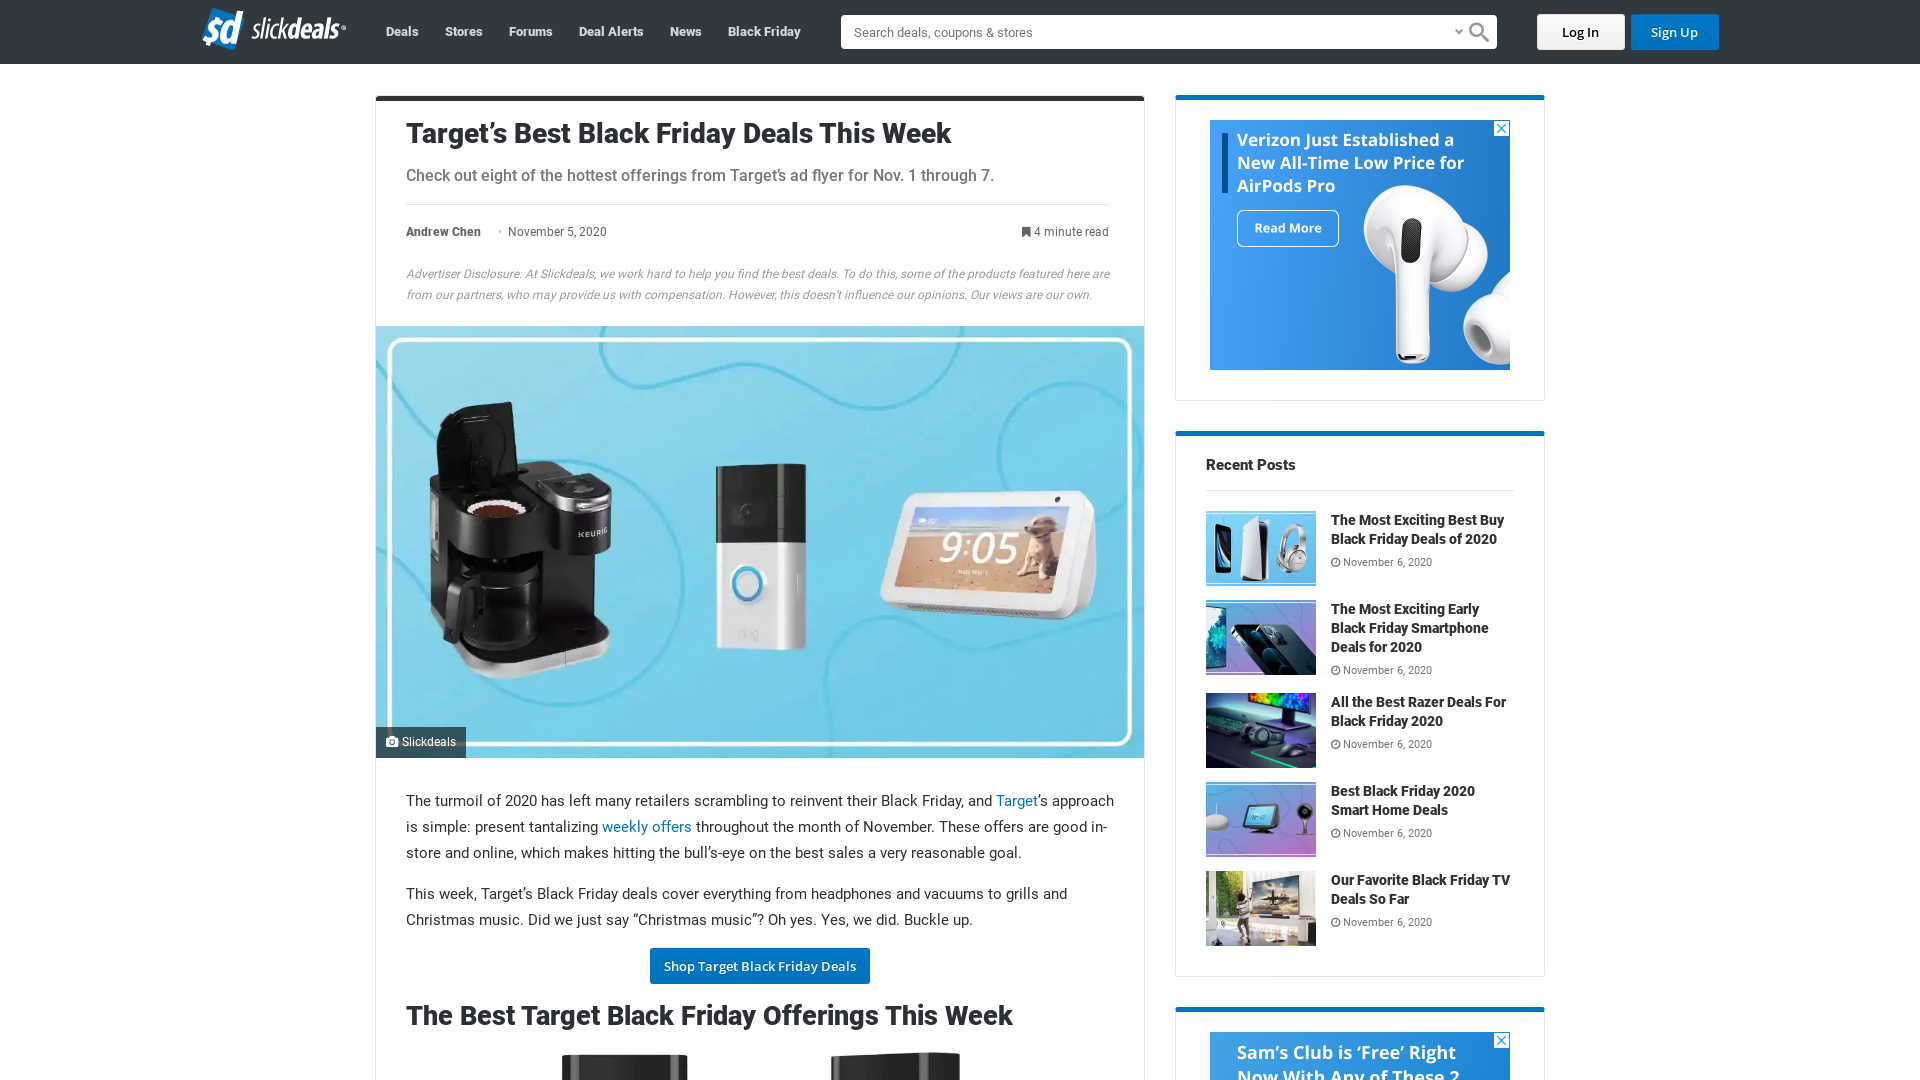 sd slickdeals
Deals
Stores
Forums
Deal Alerts
News
Black Friday
Search deals, coupons & stores
Log In
Sign Up
Target’s Best Black Friday Deals This Week
Check out eight of the hottest offerings from Target’s ad flyer for Nov. 1 through 7.
Andrew Chen • November 5, 2020
4 minute read
Advertiser Disclosure: At Slickdeals, we work hard to help you find the best deals. To do this, some of the products featured here are
from our partners, who may provide us with compensation. However, this doesn’t influence our opinions. Our views are our own.
KEURIG
ring
9:05
Slickdeals
The turmoil of 2020 has left many retailers scrambling to reinvent their Black Friday, and Target’s approach
is simple: present tantalizing weekly offers throughout the month of November. These offers are good in-
store and online, which makes hitting the bull’s-eye on the best sales a very reasonable goal.
This week, Target’s Black Friday deals cover everything from headphones and vacuums to grills and
Christmas music. Did we just say “Christmas music”? Oh yes. Yes, we did. Buckle up.
Shop Target Black Friday Deals
The Best Target Black Friday Offerings This Week
Verizon Just Established a
New All-Time Low Price for
AirPods Pro
Read More
Recent Posts
The Most Exciting Best Buy
Black Friday Deals of 2020
November 6, 2020
The Most Exciting Early
Black Friday Smartphone
Deals for 2020
November 6, 2020
All the Best Razer Deals For
Black Friday 2020
November 6, 2020
Best Black Friday 2020
Smart Home Deals
November 6, 2020
Our Favorite Black Friday TV
Deals So Far
November 6, 2020
Sam’s Club is ‘Free’ Right
Now With Any of These 2